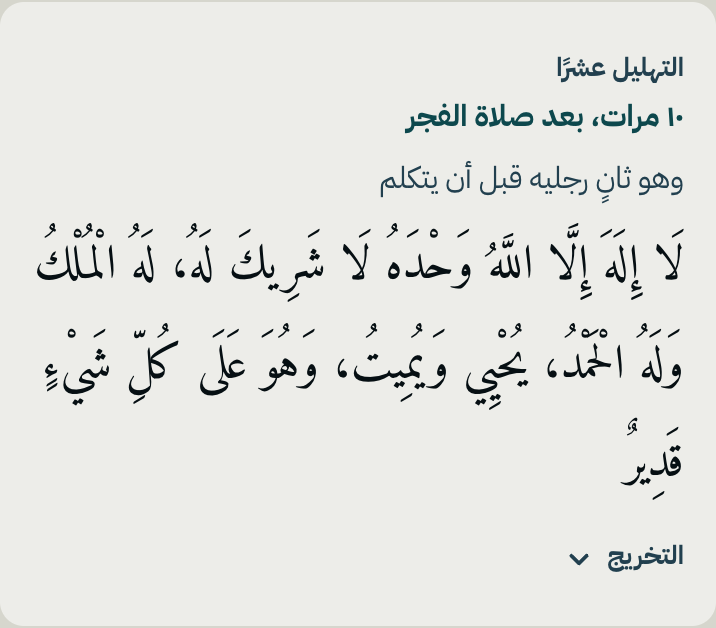 التهليل عشرًا
١٠ مرات، بعد صلاة الفجر
وهو ثانٍ رجليه قبل أن يتكلم
لَا إِلَهَ إِلَّا اللَّهُ وَحْدَهُ لَا شَرِيكَ لَهُ، لَهُ الْمُلْكُ
وَلَهُ الْحَمْدُ، يُحْيِي وَيُمِيتُ، وَهُوَ عَلَى كُلِّ شَيْءٍ
قَدِيرٌ
التخريج